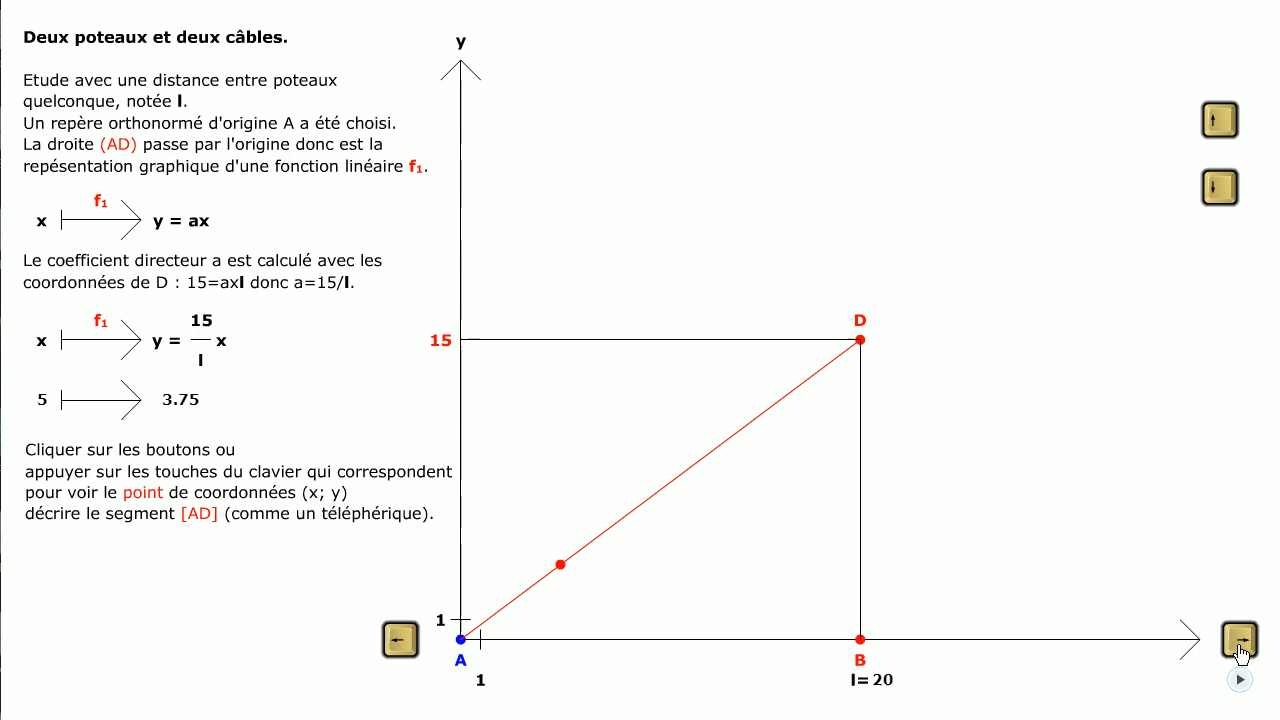 Deux poteaux et deux câbles.
Etude avec une distance entre poteaux
quelconque, notée l.
Un repère orthonormé d'origine A a été choisi.
La droite (AD) passe par l'origine donc est la
repésentation graphique d'une fonction linéaire f₁.
f₁
x y = ax
Le coefficient directeur a est calculé avec les
coordonnées de D : 15=axl donc a=15/l.
f₁
15
x y = x
l
5 3.75
Cliquer sur les boutons ou
appuyer sur les touches du clavier qui correspondent
pour voir le point de coordonnées (x; y)
décrire le segment [AD] (comme un téléphérique).
y
D
15
1
A
B
1
l= 20